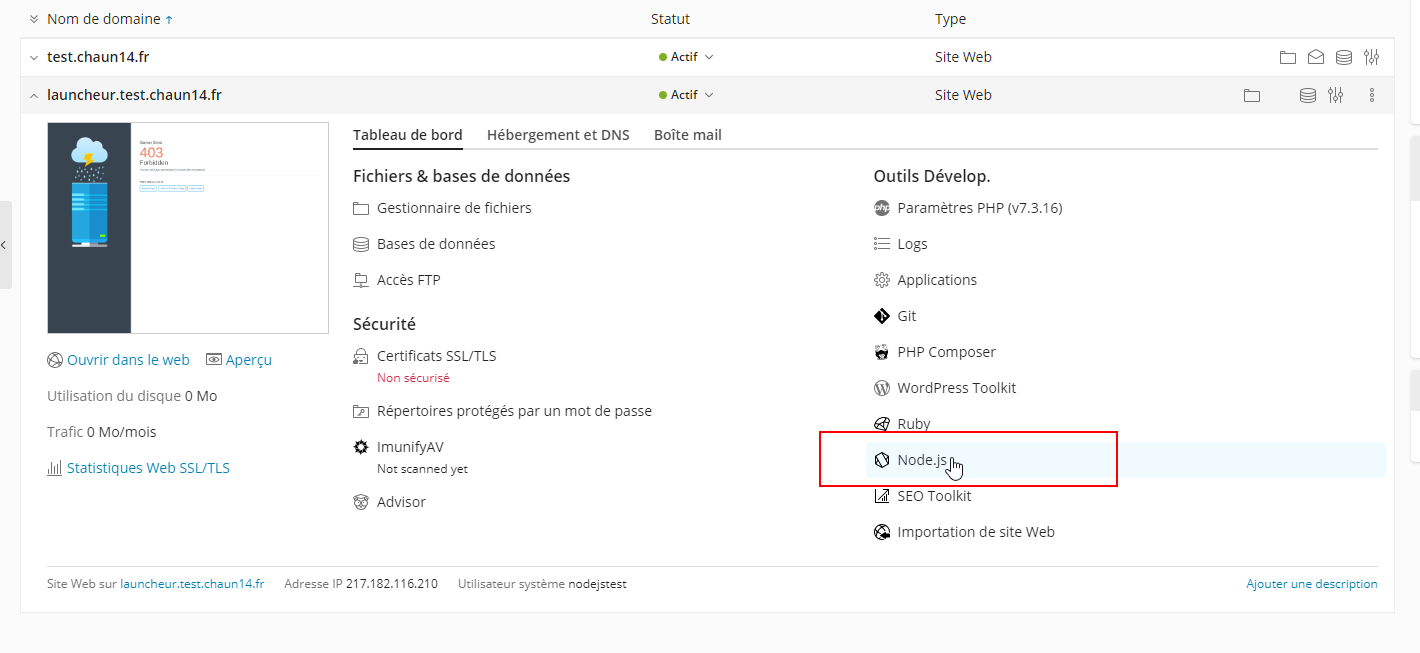 Nom de domaine ↑ Statut Type
test.chaun14.fr Actif Site Web
launcheur.test.chaun14.fr Actif Site Web
Tableau de bord Hébergement et DNS Boîte mail
Server Error
403
Forbidden
Fichiers & bases de données
Gestionnaire de fichiers
Bases de données
Accès FTP
Sécurité
Certificats SSL/TLS
Non sécurisé
Répertoires protégés par un mot de passe
ImunifyAV
Not scanned yet
Advisor
Outils Dévelop.
php Paramètres PHP (v7.3.16)
Logs
Applications
Git
PHP Composer
WordPress Toolkit
Ruby
Node.js
SEO Toolkit
Importation de site Web
Ouvrir dans le web Aperçu
Utilisation du disque 0 Mo
Trafic 0 Mo/mois
Statistiques Web SSL/TLS
Site Web sur launcheur.test.chaun14.fr Adresse IP 217.182.116.210 Utilisateur système nodejstest Ajouter une description